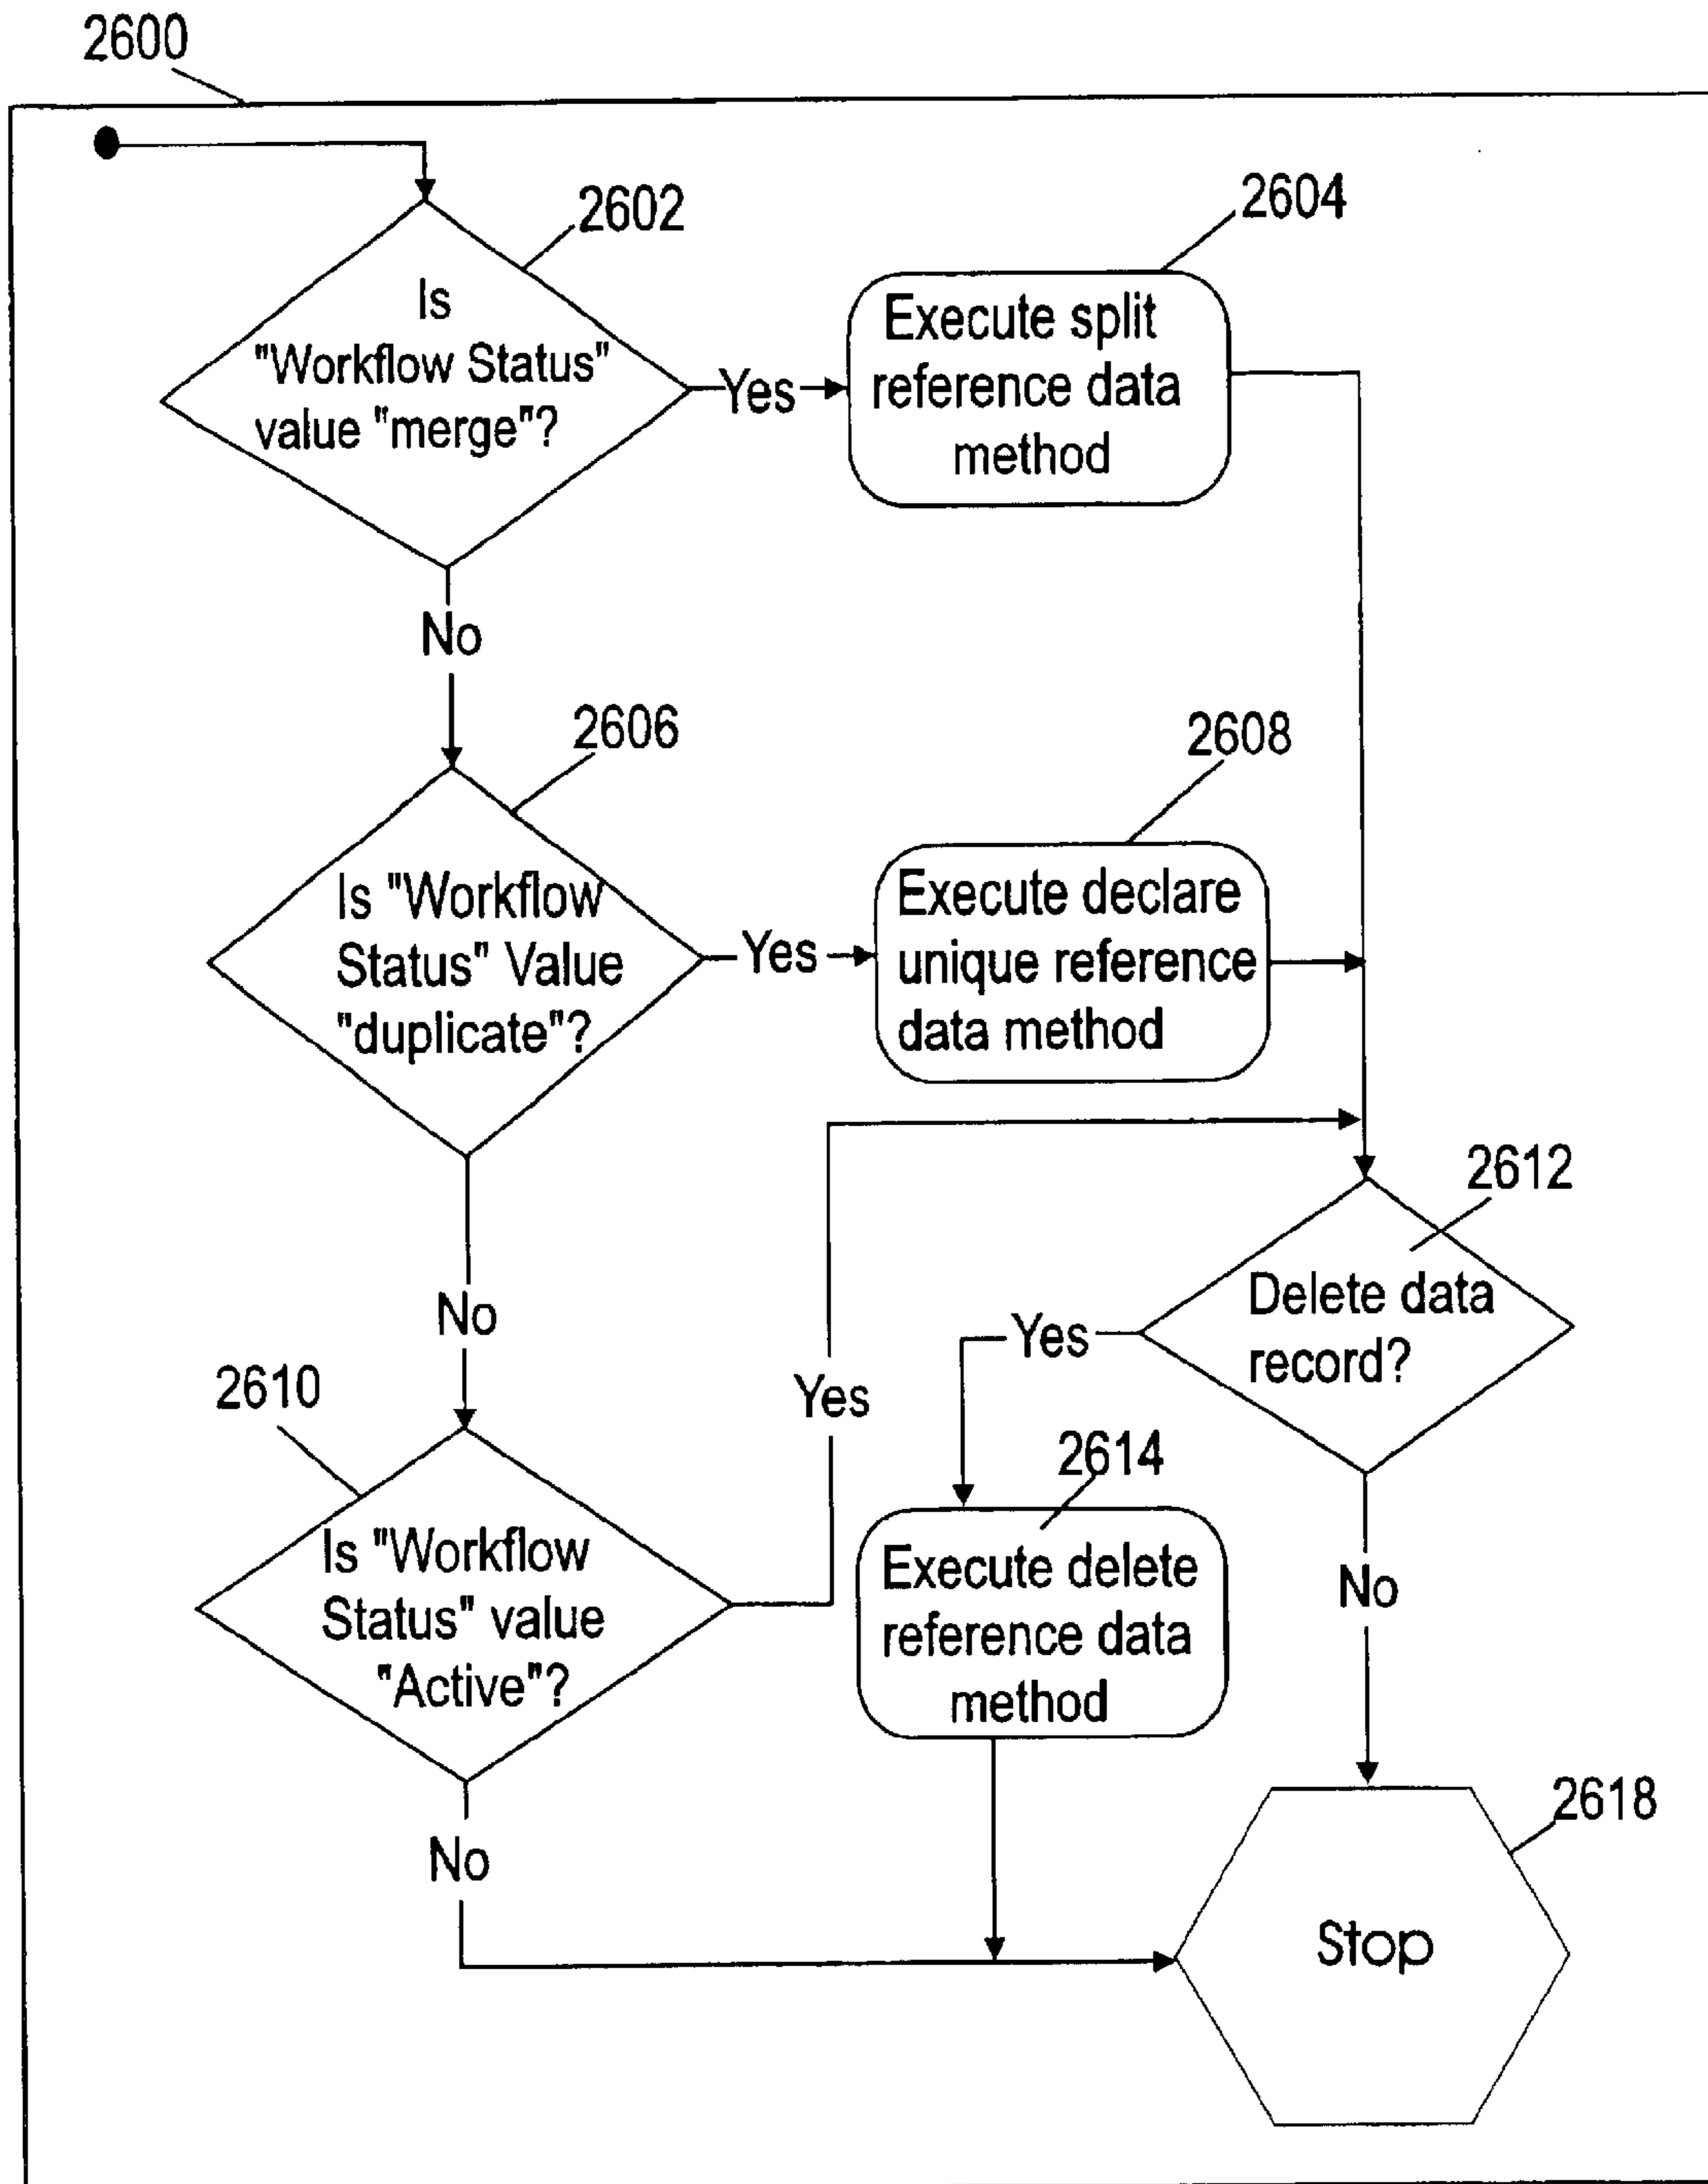 2600
2602
Is
"Workflow Status"
value "merge"?
Yes
2604
Execute split
reference data
method
No
2606
Is "Workflow
Status" Value
"duplicate"?
Yes
2608
Execute declare
unique reference
data method
No
2610
Is "Workflow
Status" value
"Active"?
Yes
No
2612
Delete data
record?
Yes
2614
Execute delete
reference data
method
No
2618
Stop